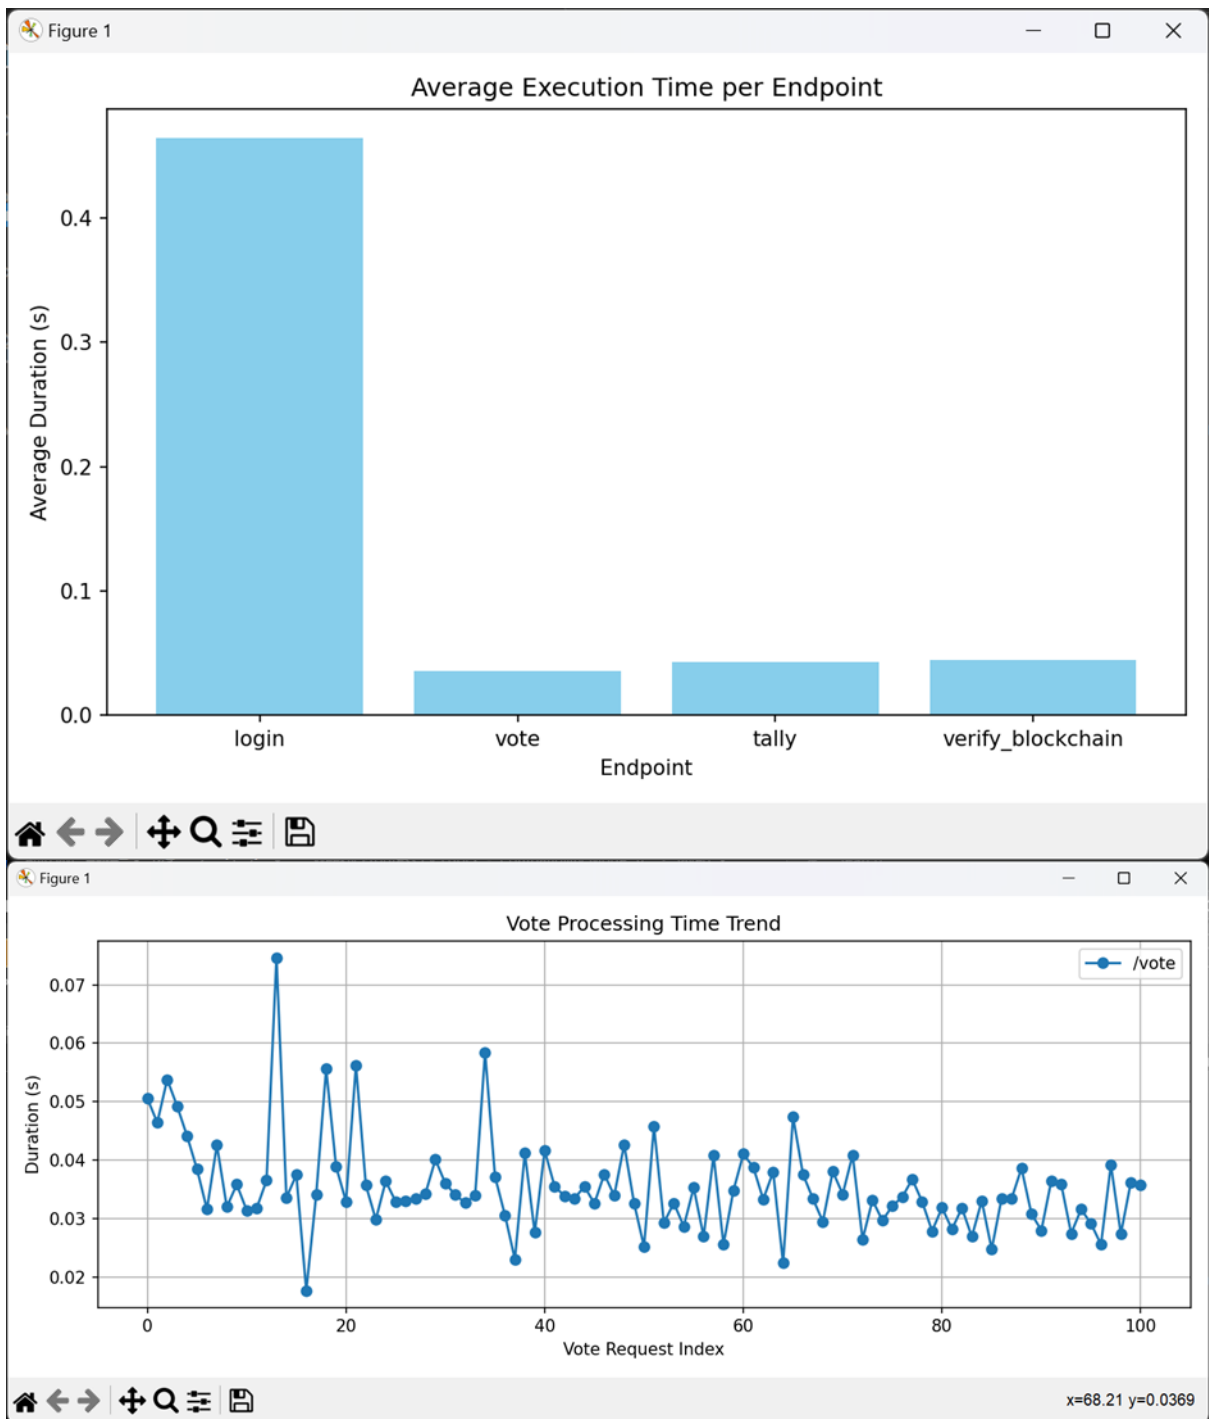 Figure 1
Average Execution Time per Endpoint
Average Duration (s)
0.4
0.3
0.2
0.1
0.0
login vote tally verify_blockchain
Endpoint
Figure 1
Vote Processing Time Trend
/vote
Duration (s)
0.07
0.06
0.05
0.04
0.03
0.02
0 20 40 60 80 100
Vote Request Index
x=68.21 y=0.0369